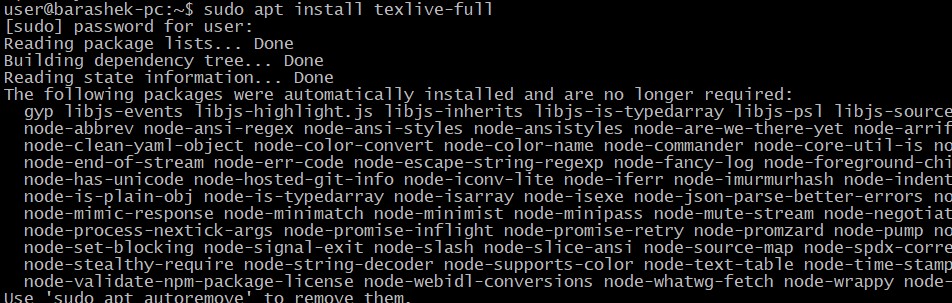 user@barashek-pc:~$ sudo apt install texlive-full
[sudo] password for user:
Reading package lists... Done
Building dependency tree... Done
Reading state information... Done
The following packages were automatically installed and are no longer required:
gyp libjs-events libjs-highlight.js libjs-inherits libjs-is-typedarray libjs-psl libjs-source
node-abbrev node-ansi-regex node-ansi-styles node-ansistyles node-are-we-there-yet node-arrif
node-clean-yaml-object node-color-convert node-color-name node-commander node-core-util-is no
node-end-of-stream node-err-code node-escape-string-regexp node-fancy-log node-foreground-chi
node-has-unicode node-hosted-git-info node-iconv-lite node-iferr node-imurmurhash node-indent
node-is-plain-obj node-is-typedarray node-isarray node-isexe node-json-parse-better-errors no
node-mimic-response node-minimatch node-minimist node-minipass node-mute-stream node-negotiat
node-process-nextick-args node-promise-inflight node-promise-retry node-promzard node-pump no
node-set-blocking node-signal-exit node-slash node-slice-ansi node-source-map node-spdx-corre
node-stealthy-require node-string-decoder node-supports-color node-text-table node-time-stamp
node-validate-npm-package-license node-webidl-conversions node-whatwg-fetch node-wrappy node-
Use 'sudo apt autoremove' to remove them.